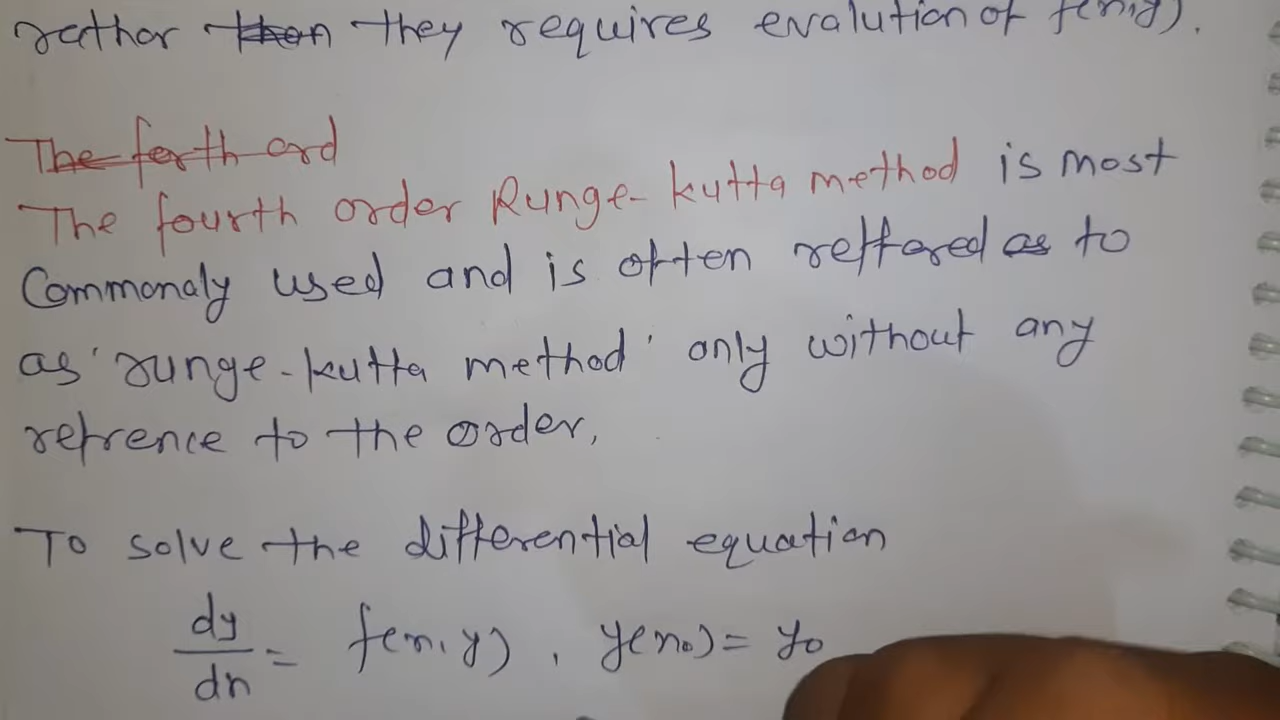 rather then they requires evalution of f(x,y).
The forth ord
The fourth order Runge-kutta method is most
Commonaly used and is often reffared as to
as 'runge-kutta method' only without any
refrence to the order,
To solve the differential equation
dy/dx = f(x,y), y(x₀) = y₀